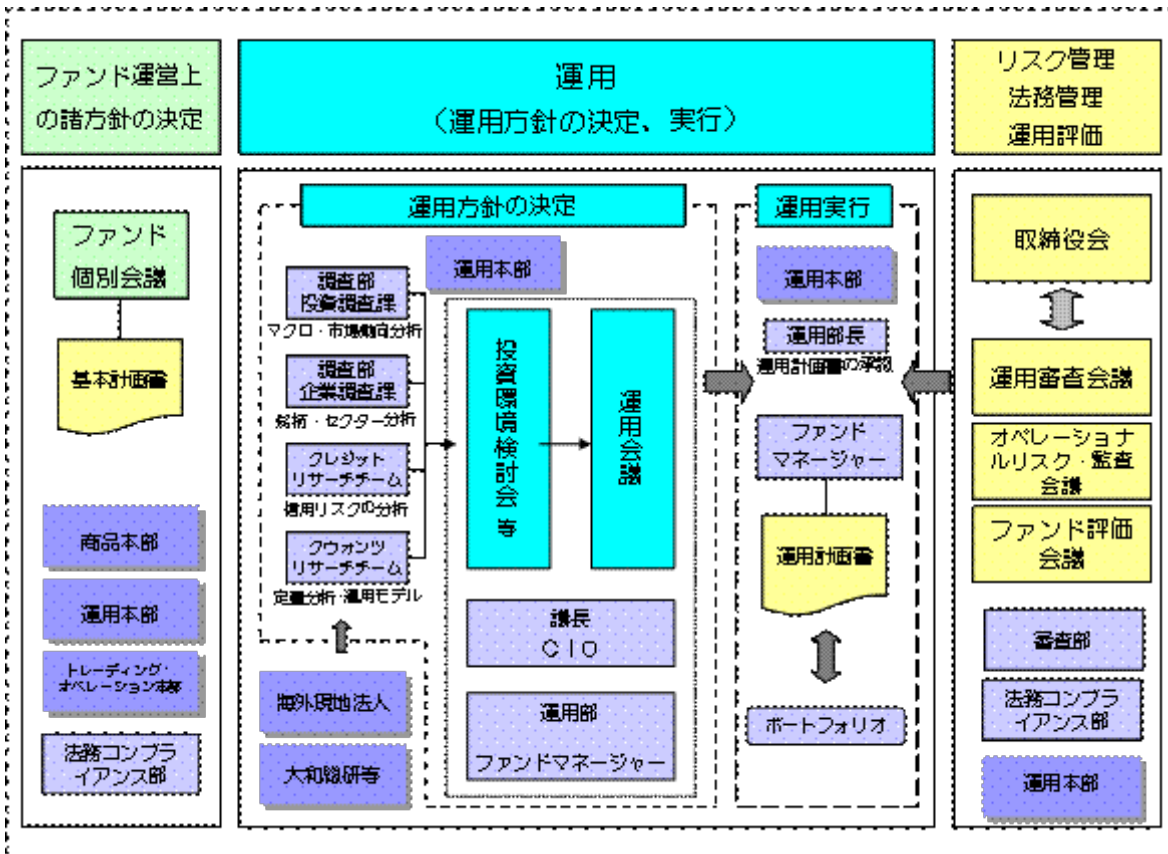 ファンド運営上
の諸方針の決定
運用
（運用方針の決定、実行）
リスク管理
法務管理
運用評価
ファンド
個別会議
基本計画書
商品本部
運用本部
トレーディング・
オペレーション本部
法務コンプラ
イアンス部
運用方針の決定
運用本部
調査部
投資調査課
マクロ・市場動向分析
調査部
企業調査課
銘柄・セクター分析
クレジット
リサーチチーム
信用リスクの分析
クウォンツ
リサーチチーム
定量分析・運用モデル
海外現地法人
大和総研等
投資環境検討会 等
運用会議
議長
ＣＩＯ
運用部
ファンドマネージャー
運用実行
運用本部
運用部長
運用計画書の承認
ファンド
マネージャー
運用計画書
ポートフォリオ
取締役会
運用審査会議
オペレーショナ
ルリスク・監査
会議
ファンド評価
会議
審査部
法務コンプラ
イアンス部
運用本部